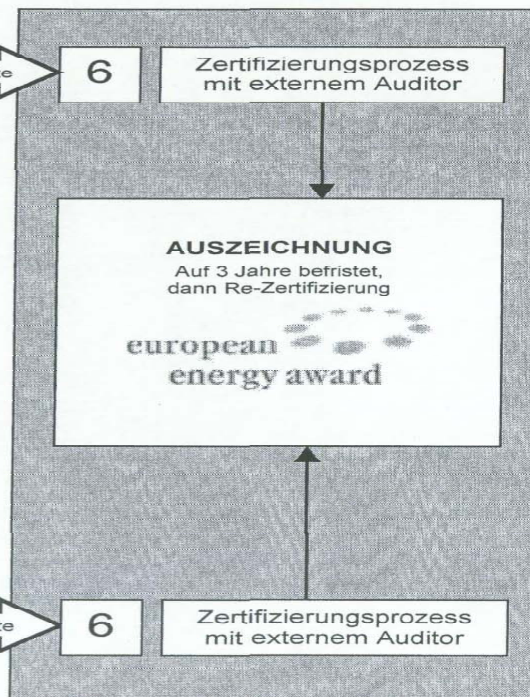 6
Zertifizierungsprozess
mit externem Auditor
AUSZEICHNUNG
Auf 3 Jahre befristet,
dann Re-Zertifizierung
european
energy award
6
Zertifizierungsprozess
mit externem Auditor